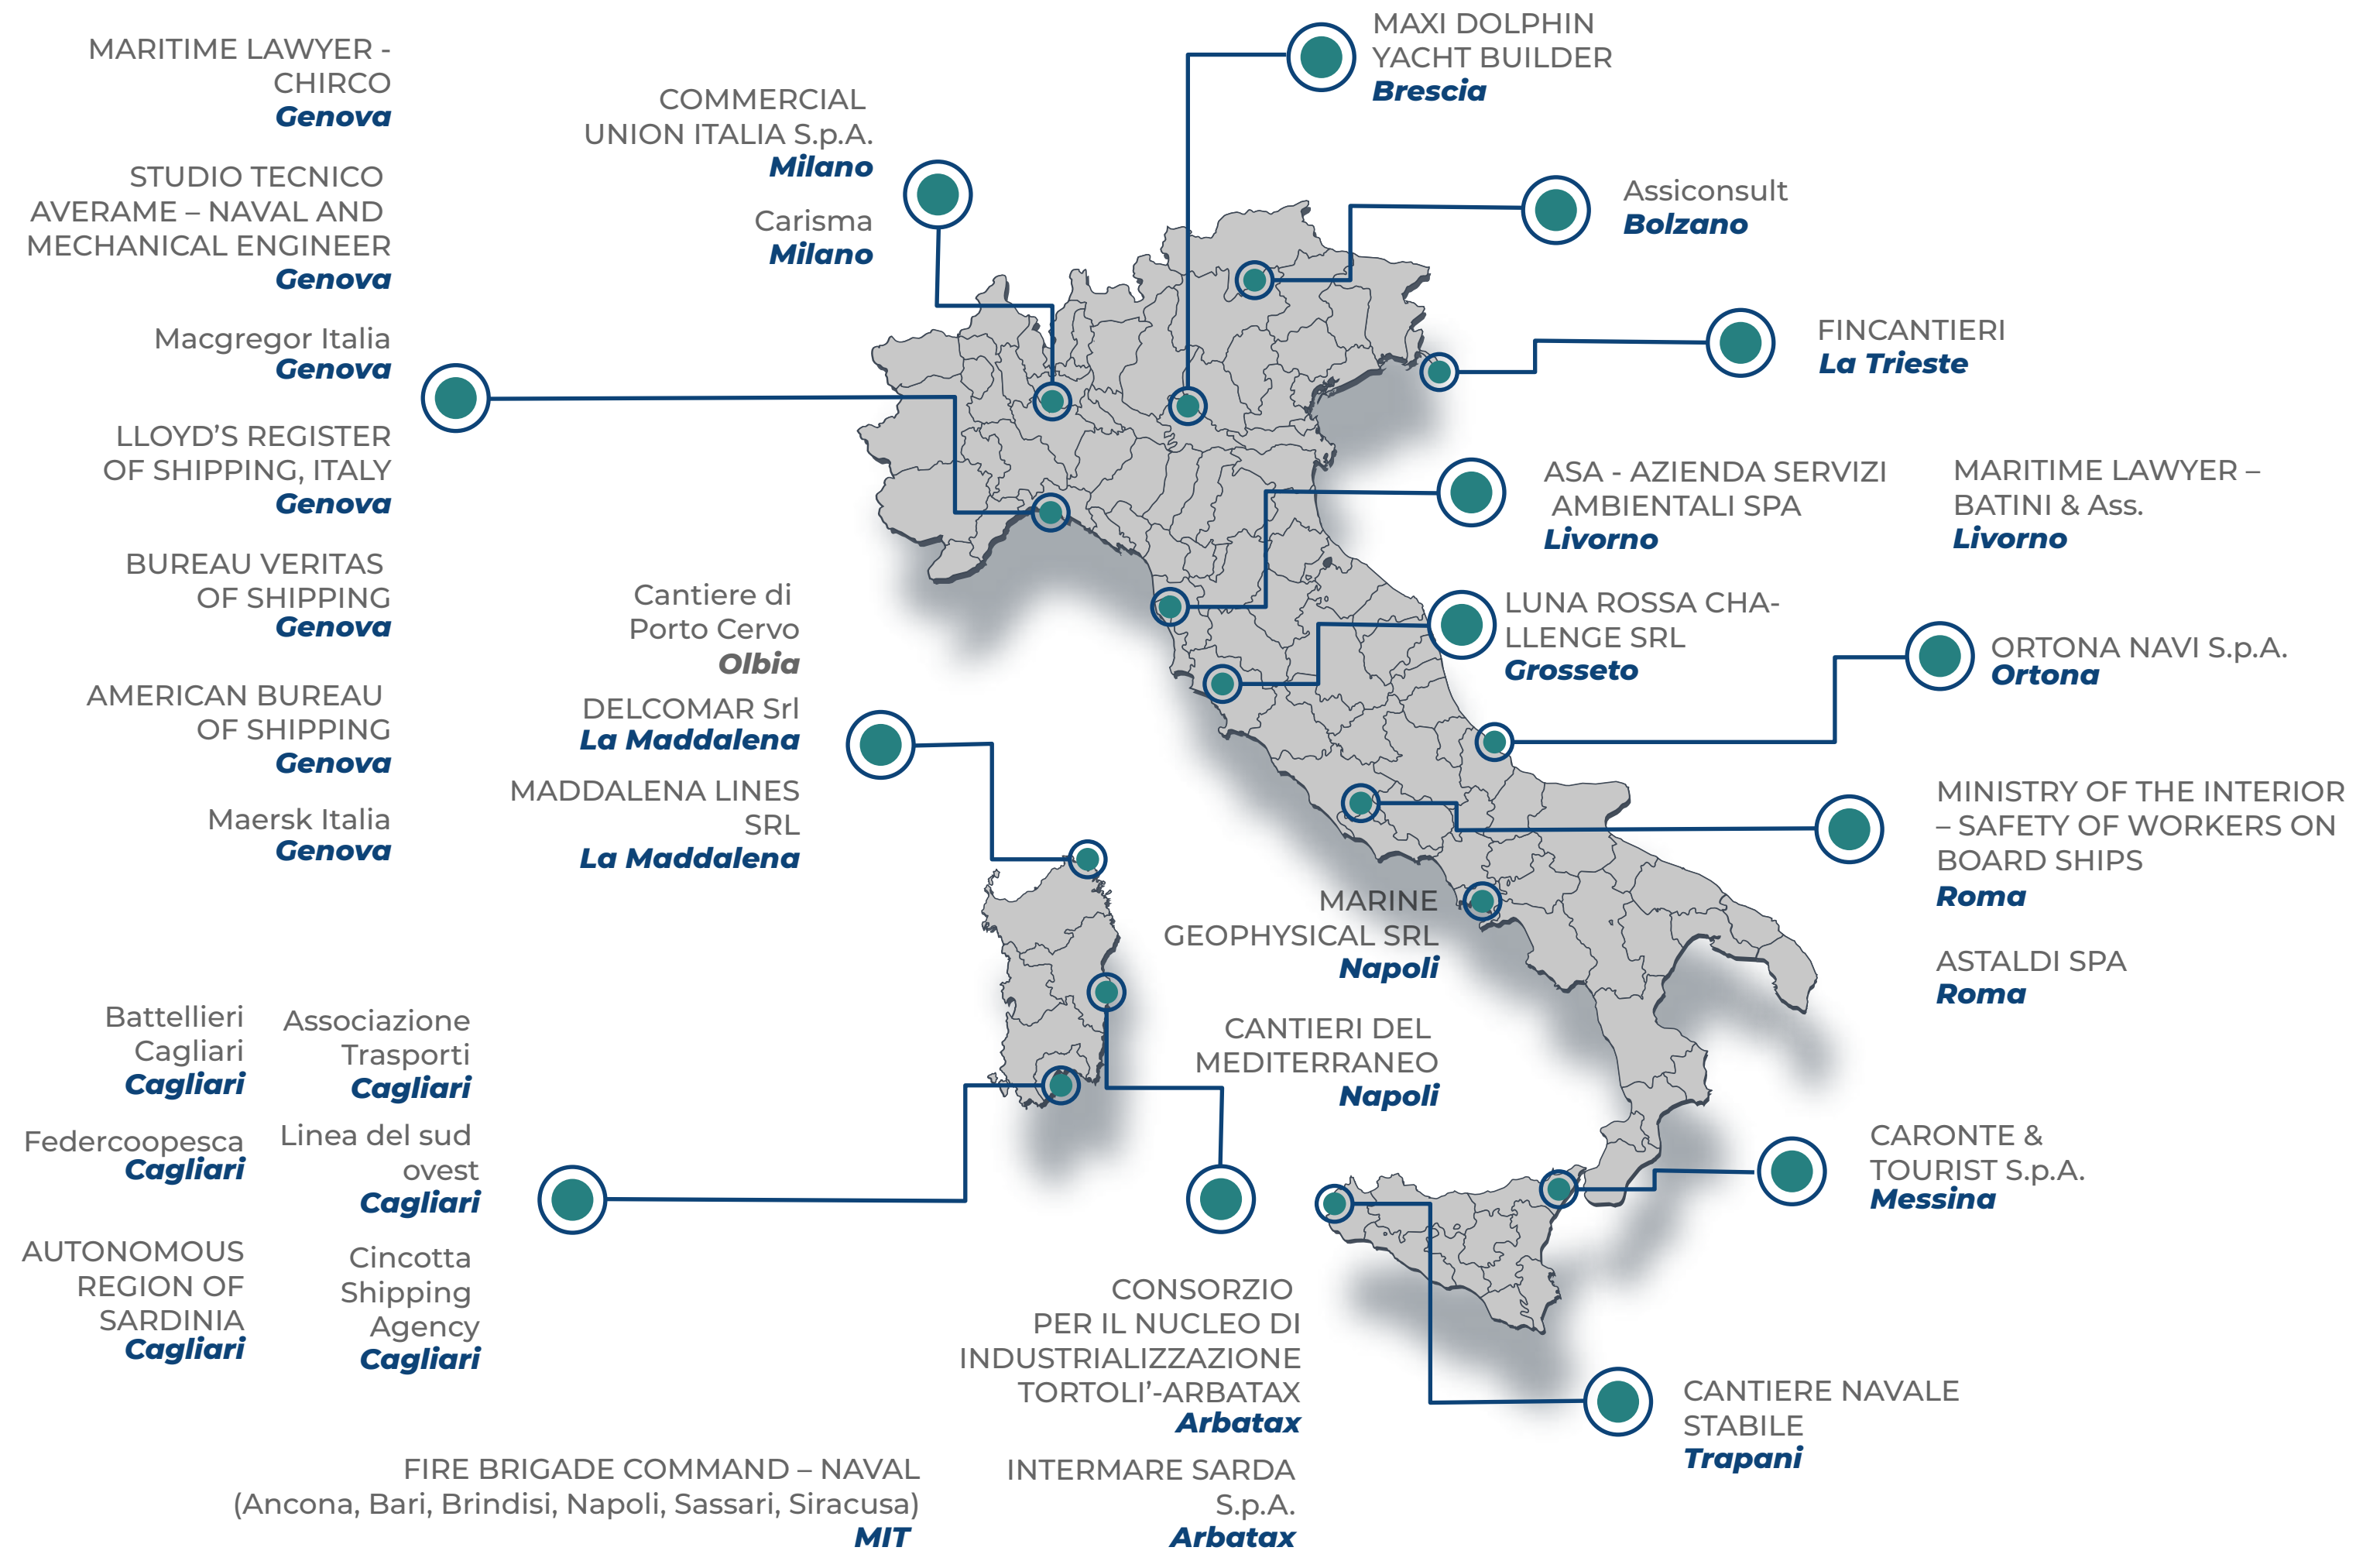 MARITIME LAWYER -
CHIRCO
Genova
STUDIO TECNICO
AVERAME – NAVAL AND
MECHANICAL ENGINEER
Genova
Macgregor Italia
Genova
LLOYD’S REGISTER
OF SHIPPING, ITALY
Genova
BUREAU VERITAS
OF SHIPPING
Genova
AMERICAN BUREAU
OF SHIPPING
Genova
Maersk Italia
Genova
COMMERCIAL
UNION ITALIA S.p.A.
Milano
Carisma
Milano
MAXI DOLPHIN
YACHT BUILDER
Brescia
Assiconsult
Bolzano
FINCANTIERI
La Trieste
ASA - AZIENDA SERVIZI
AMBIENTALI SPA
Livorno
MARITIME LAWYER –
BATINI & Ass.
Livorno
LUNA ROSSA CHA-
LLENGE SRL
Grosseto
ORTONA NAVI S.p.A.
Ortona
MINISTRY OF THE INTERIOR
– SAFETY OF WORKERS ON
BOARD SHIPS
Roma
ASTALDI SPA
Roma
Cantiere di
Porto Cervo
Olbia
DELCOMAR Srl
La Maddalena
MADDALENA LINES
SRL
La Maddalena
MARINE
GEOPHYSICAL SRL
Napoli
CANTIERI DEL
MEDITERRANEO
Napoli
Battellieri
Cagliari
Cagliari
Associazione
Trasporti
Cagliari
Federcoopesca
Cagliari
Linea del sud
ovest
Cagliari
AUTONOMOUS
REGION OF
SARDINIA
Cagliari
Cincotta
Shipping
Agency
Cagliari
CARONTE &
TOURIST S.p.A.
Messina
CONSORZIO
PER IL NUCLEO DI
INDUSTRIALIZZAZIONE
TORTOLI’-ARBATAX
Arbatax
INTERMARE SARDA
S.p.A.
Arbatax
CANTIERE NAVALE
STABILE
Trapani
FIRE BRIGADE COMMAND – NAVAL
(Ancona, Bari, Brindisi, Napoli, Sassari, Siracusa)
MIT